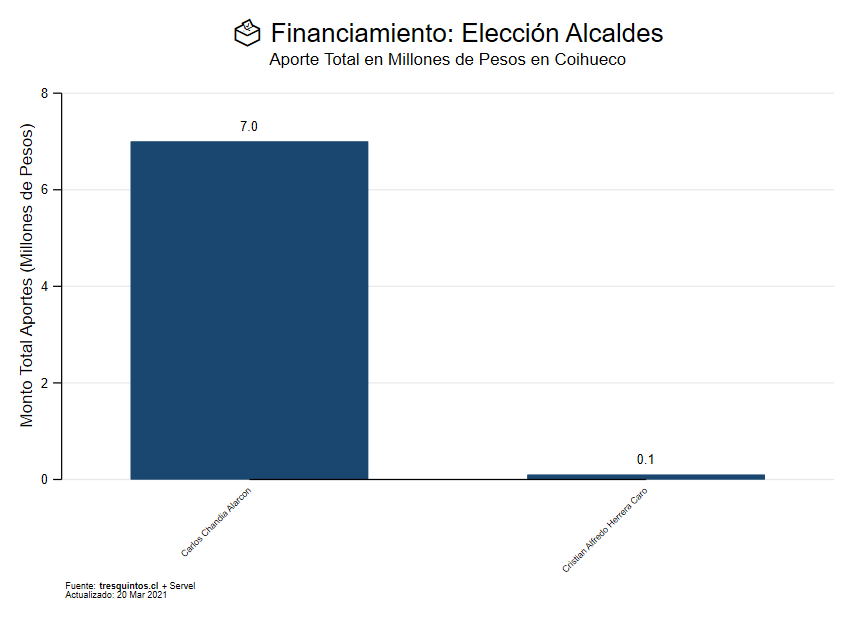 Financiamiento: Elección Alcaldes
Aporte Total en Millones de Pesos en Coihueco
Monto Total Aportes (Millones de Pesos)
8
6
4
2
0
7.0
0.1
Carlos Chandia Alarcon
Cristian Alfredo Herrera Caro
Fuente: tresquintos.cl + Servel
Actualizado: 20 Mar 2021